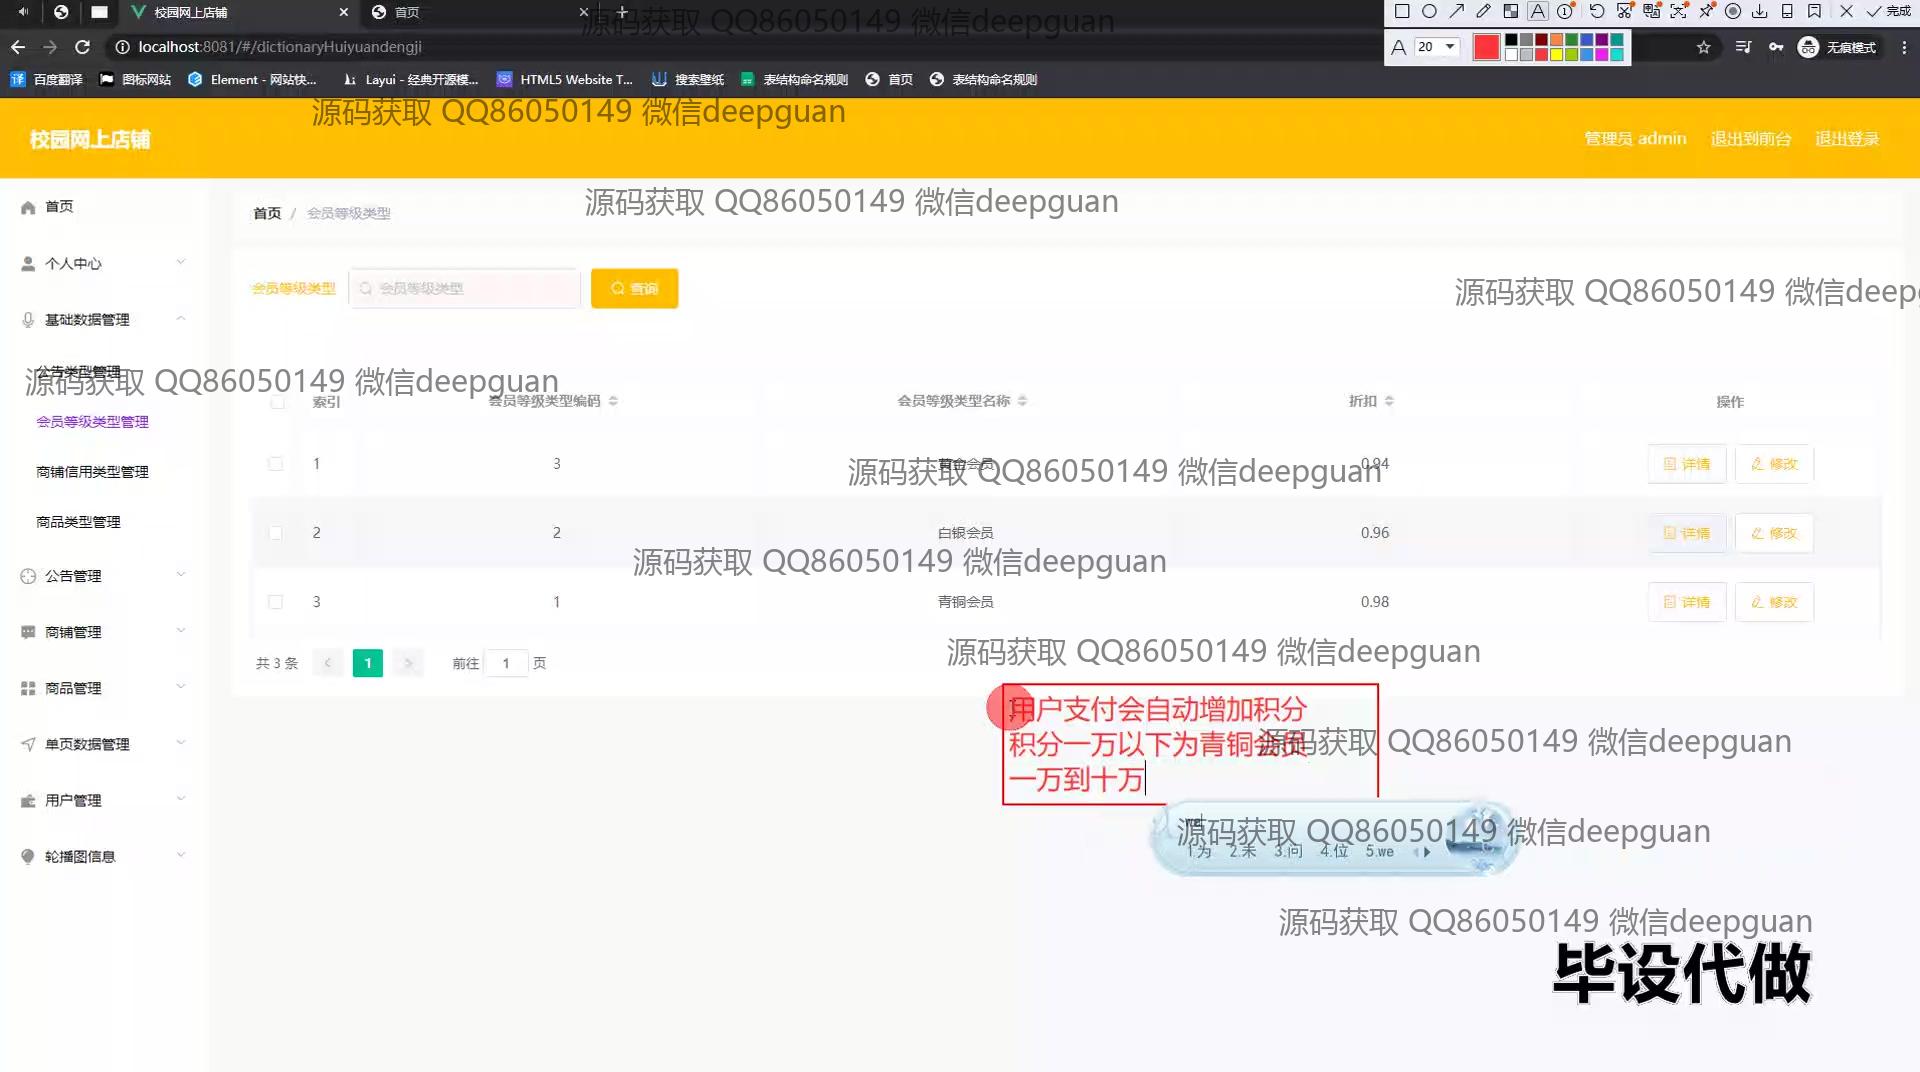 校园网上店铺
首页
源码获取 QQ86050149 微信deepguan
20
完成
localhost:8081/#/dictionaryHuiyuandengji
无痕模式
百度翻译
图标网站
Element - 网站快...
Layui - 经典开源模...
HTML5 Website T...
搜索壁纸
表结构命名规则
首页
表结构命名规则
源码获取 QQ86050149 微信deepguan
校园网上店铺
管理员 admin
退出到前台
退出登录
源码获取 QQ86050149 微信deepguan
首页
个人中心
基础数据管理
公告类型管理
源码获取 QQ86050149 微信deepguan
会员等级类型管理
商铺信用类型管理
商品类型管理
公告管理
商铺管理
商品管理
单页数据管理
用户管理
轮播图信息
首页 / 会员等级类型
会员等级类型
会员等级类型
查询
源码获取 QQ86050149 微信deep
索引 会员等级类型编码 会员等级类型名称 折扣 操作
1 3 黄金会员 0.94 详情 修改
源码获取 QQ86050149 微信deepguan
2 2 白银会员 0.96 详情 修改
源码获取 QQ86050149 微信deepguan
3 1 青铜会员 0.98 详情 修改
共 3 条 < 1 > 前往 1 页
源码获取 QQ86050149 微信deepguan
用户支付会自动增加积分
积分一万以下为青铜会员
源码获取 QQ86050149 微信deepguan
一万到十万
源码获取 QQ86050149 微信deepguan
1.为 2.未 3.问 4.位 5.we
源码获取 QQ86050149 微信deepguan
毕设代做